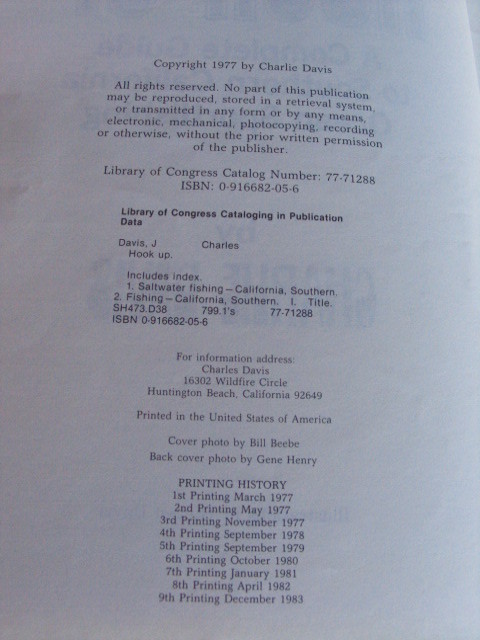 Copyright 1977 by Charlie Davis
All rights reserved. No part of this publication
may be reproduced, stored in a retrieval system,
or transmitted in any form or by any means,
electronic, mechanical, photocopying, recording
or otherwise, without the prior written permission
of the publisher.
Library of Congress Catalog Number: 77-71288
ISBN: 0-916682-05-6
Library of Congress Cataloging in Publication
Data
Davis, J Charles
Hook up.
Includes index.
1. Saltwater fishing—California, Southern.
2. Fishing—California, Southern. I. Title.
SH473.D38 799.1's 77-71288
ISBN 0-916682-05-6
For information address:
Charles Davis
16302 Wildfire Circle
Huntington Beach, California 92649
Printed in the United States of America
Cover photo by Bill Beebe
Back cover photo by Gene Henry
PRINTING HISTORY
1st Printing March 1977
2nd Printing May 1977
3rd Printing November 1977
4th Printing September 1978
5th Printing September 1979
6th Printing October 1980
7th Printing January 1981
8th Printing April 1982
9th Printing December 1983